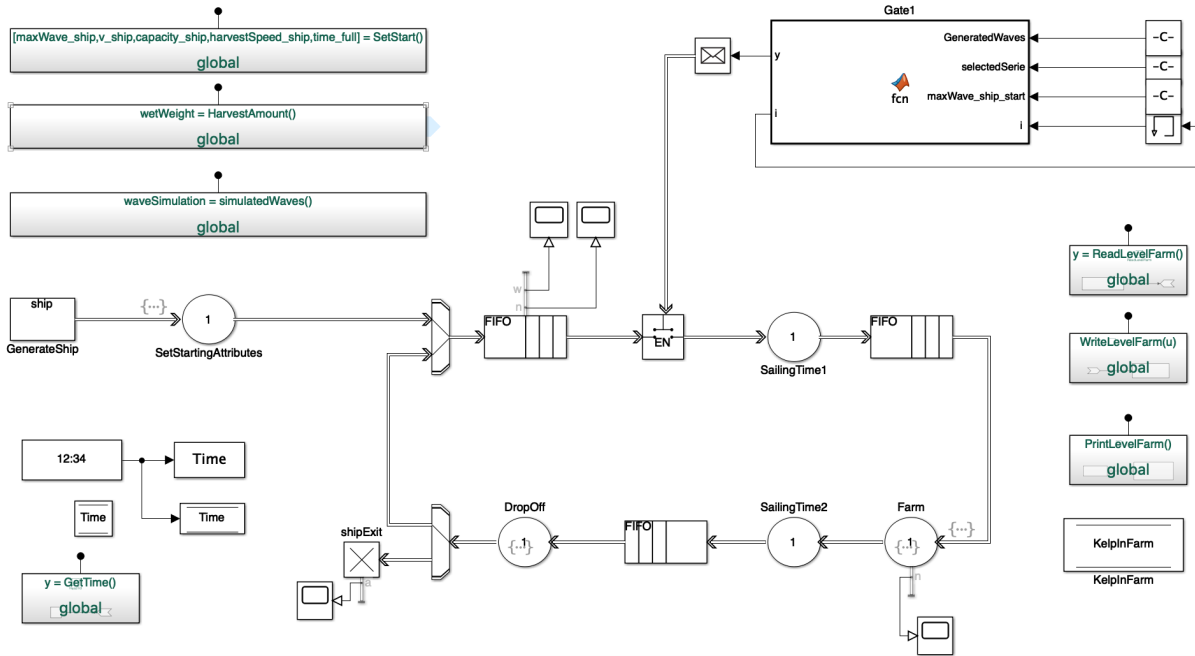 [maxWave_ship,v_ship,capacity_ship,harvestSpeed_ship,time_full] = SetStart()
global
wetWeight = HarvestAmount()
global
waveSimulation = simulatedWaves()
global
Gate1
GeneratedWaves
selectedSerie
maxWave_ship_start
i
y
i
fcn
-C-
-C-
-C-
y = ReadLevelFarm()
global
WriteLevelFarm(u)
global
PrintLevelFarm()
global
KelpInFarm
KelpInFarm
ship
GenerateShip
{...}
1
SetStartingAttributes
w
n
FIFO
EN
1
SailingTime1
FIFO
12:34
Time
Time
Time
y = GetTime()
global
shipExit
a
DropOff
1
{...}
FIFO
SailingTime2
1
Farm
1
{...}
{...}
n